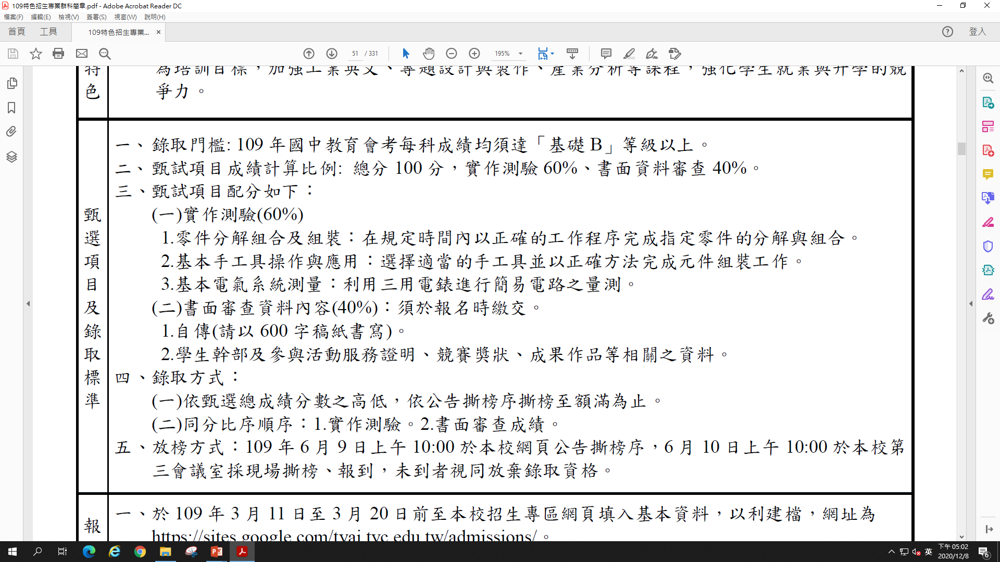 109特色招生專業群科簡章.pdf - Adobe Acrobat Reader DC
檔案(F) 編輯(E) 檢視(V) 簽署(S) 視窗(W) 說明(H)
首頁 工具 109特色招生專業... × 登入
51 / 331 195%
特 為培訓目標，加強工業英文、專題設計與製作、產業分析等課程，強化學生就業與升學的競
色 爭力。
甄選項目及錄取標準
一、錄取門檻: 109 年國中教育會考每科成績均須達「基礎 B」等級以上。
二、甄試項目成績計算比例: 總分 100 分，實作測驗 60%、書面資料審查 40%。
三、甄試項目配分如下：
(一)實作測驗(60%)
1.零件分解組合及組裝：在規定時間內以正確的工作程序完成指定零件的分解與組合。
2.基本手工具操作與應用：選擇適當的手工具並以正確方法完成元件組裝工作。
3.基本電氣系統測量：利用三用電錶進行簡易電路之量測。
(二)書面審查資料內容(40%)：須於報名時繳交。
1.自傳(請以 600 字稿紙書寫)。
2.學生幹部及參與活動服務證明、競賽獎狀、成果作品等相關之資料。
四、錄取方式：
(一)依甄選總成績分數之高低，依公告撕榜序撕榜至額滿為止。
(二)同分比序順序：1.實作測驗。2.書面審查成績。
五、放榜方式：109 年 6 月 9 日上午 10:00 於本校網頁公告撕榜序，6 月 10 日上午 10:00 於本校第
三會議室採現場撕榜、報到，未到者視同放棄錄取資格。
報
一、於 109 年 3 月 11 日至 3 月 20 日前至本校招生專區網頁填入基本資料，以利建檔，網址為
https://sites.google.com/tyai.tyc.edu.tw/admissions/。
英 下午 05:02
2020/12/8 6